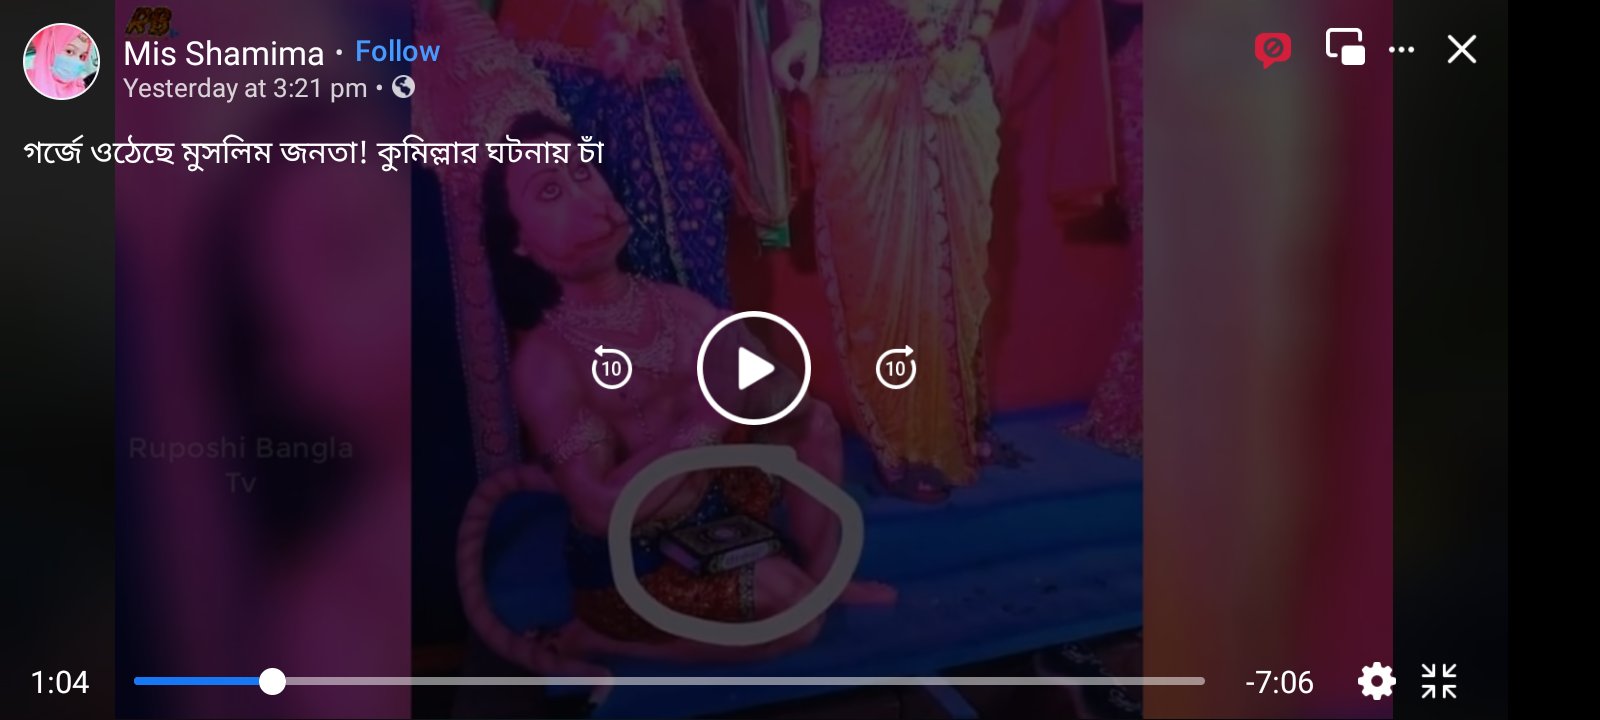 RB
Mis Shamima · Follow
Yesterday at 3:21 pm ·
গর্জে ওঠেছে মুসলিম জনতা! কুমিল্লার ঘটনায় চাঁ
10
10
Ruposhi Bangla
Tv
1:04
-7:06